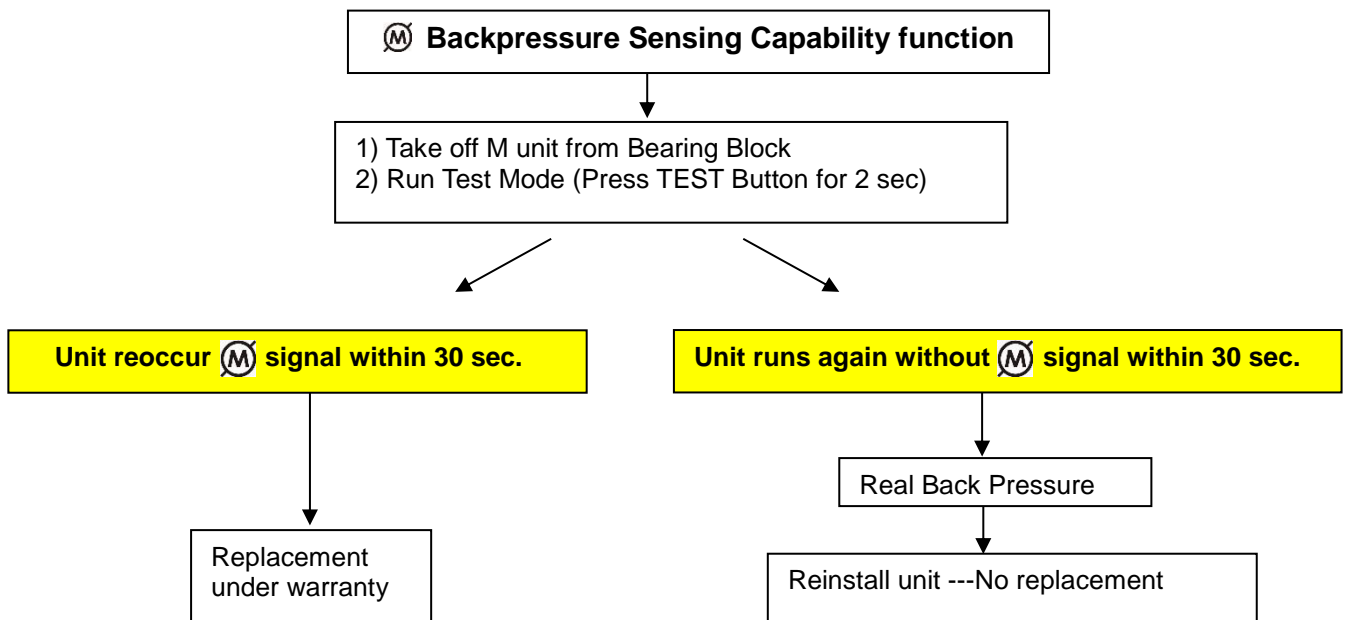 Ⓜ Backpressure Sensing Capability function
1) Take off M unit from Bearing Block
2) Run Test Mode (Press TEST Button for 2 sec)
Unit reoccur Ⓜ signal within 30 sec.
Unit runs again without Ⓜ signal within 30 sec.
Real Back Pressure
Replacement
under warranty
Reinstall unit ---No replacement